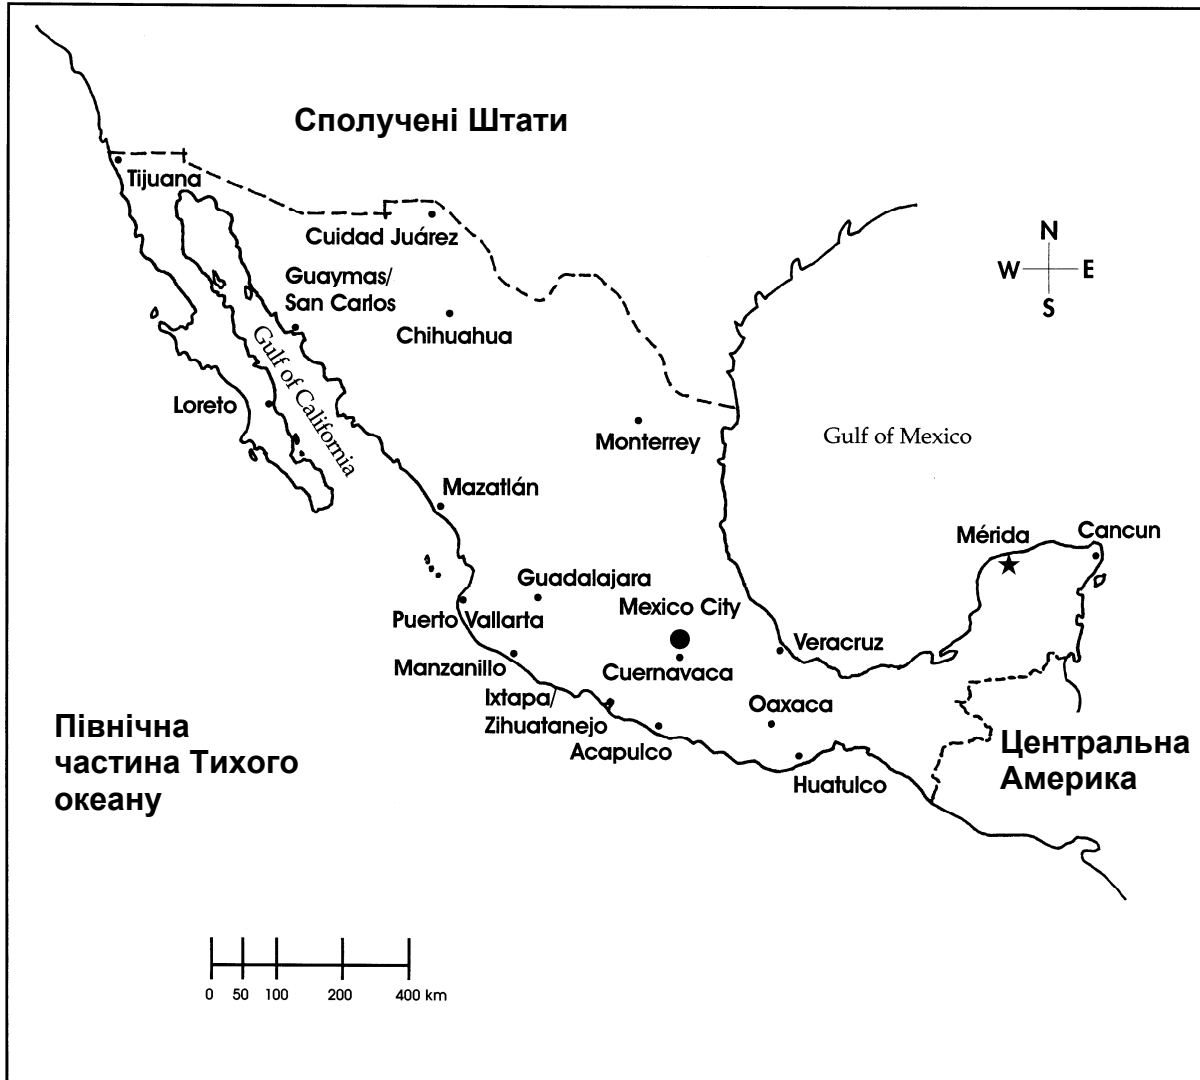 Сполучені Штати
Tijuana
Cuidad Juárez
N
W E
S
Guaymas/
San Carlos
Chihuahua
Gulf of California
Loreto
Monterrey
Gulf of Mexico
Mazatlán
Mérida
Cancun
Guadalajara
Mexico City
Puerto Vallarta
Veracruz
Manzanillo
Cuernavaca
Ixtapa/
Zihuatanejo
Oaxaca
Acapulco
Huatulco
Північна
частина Тихого
океану
Центральна
Америка
0 50 100 200 400 km